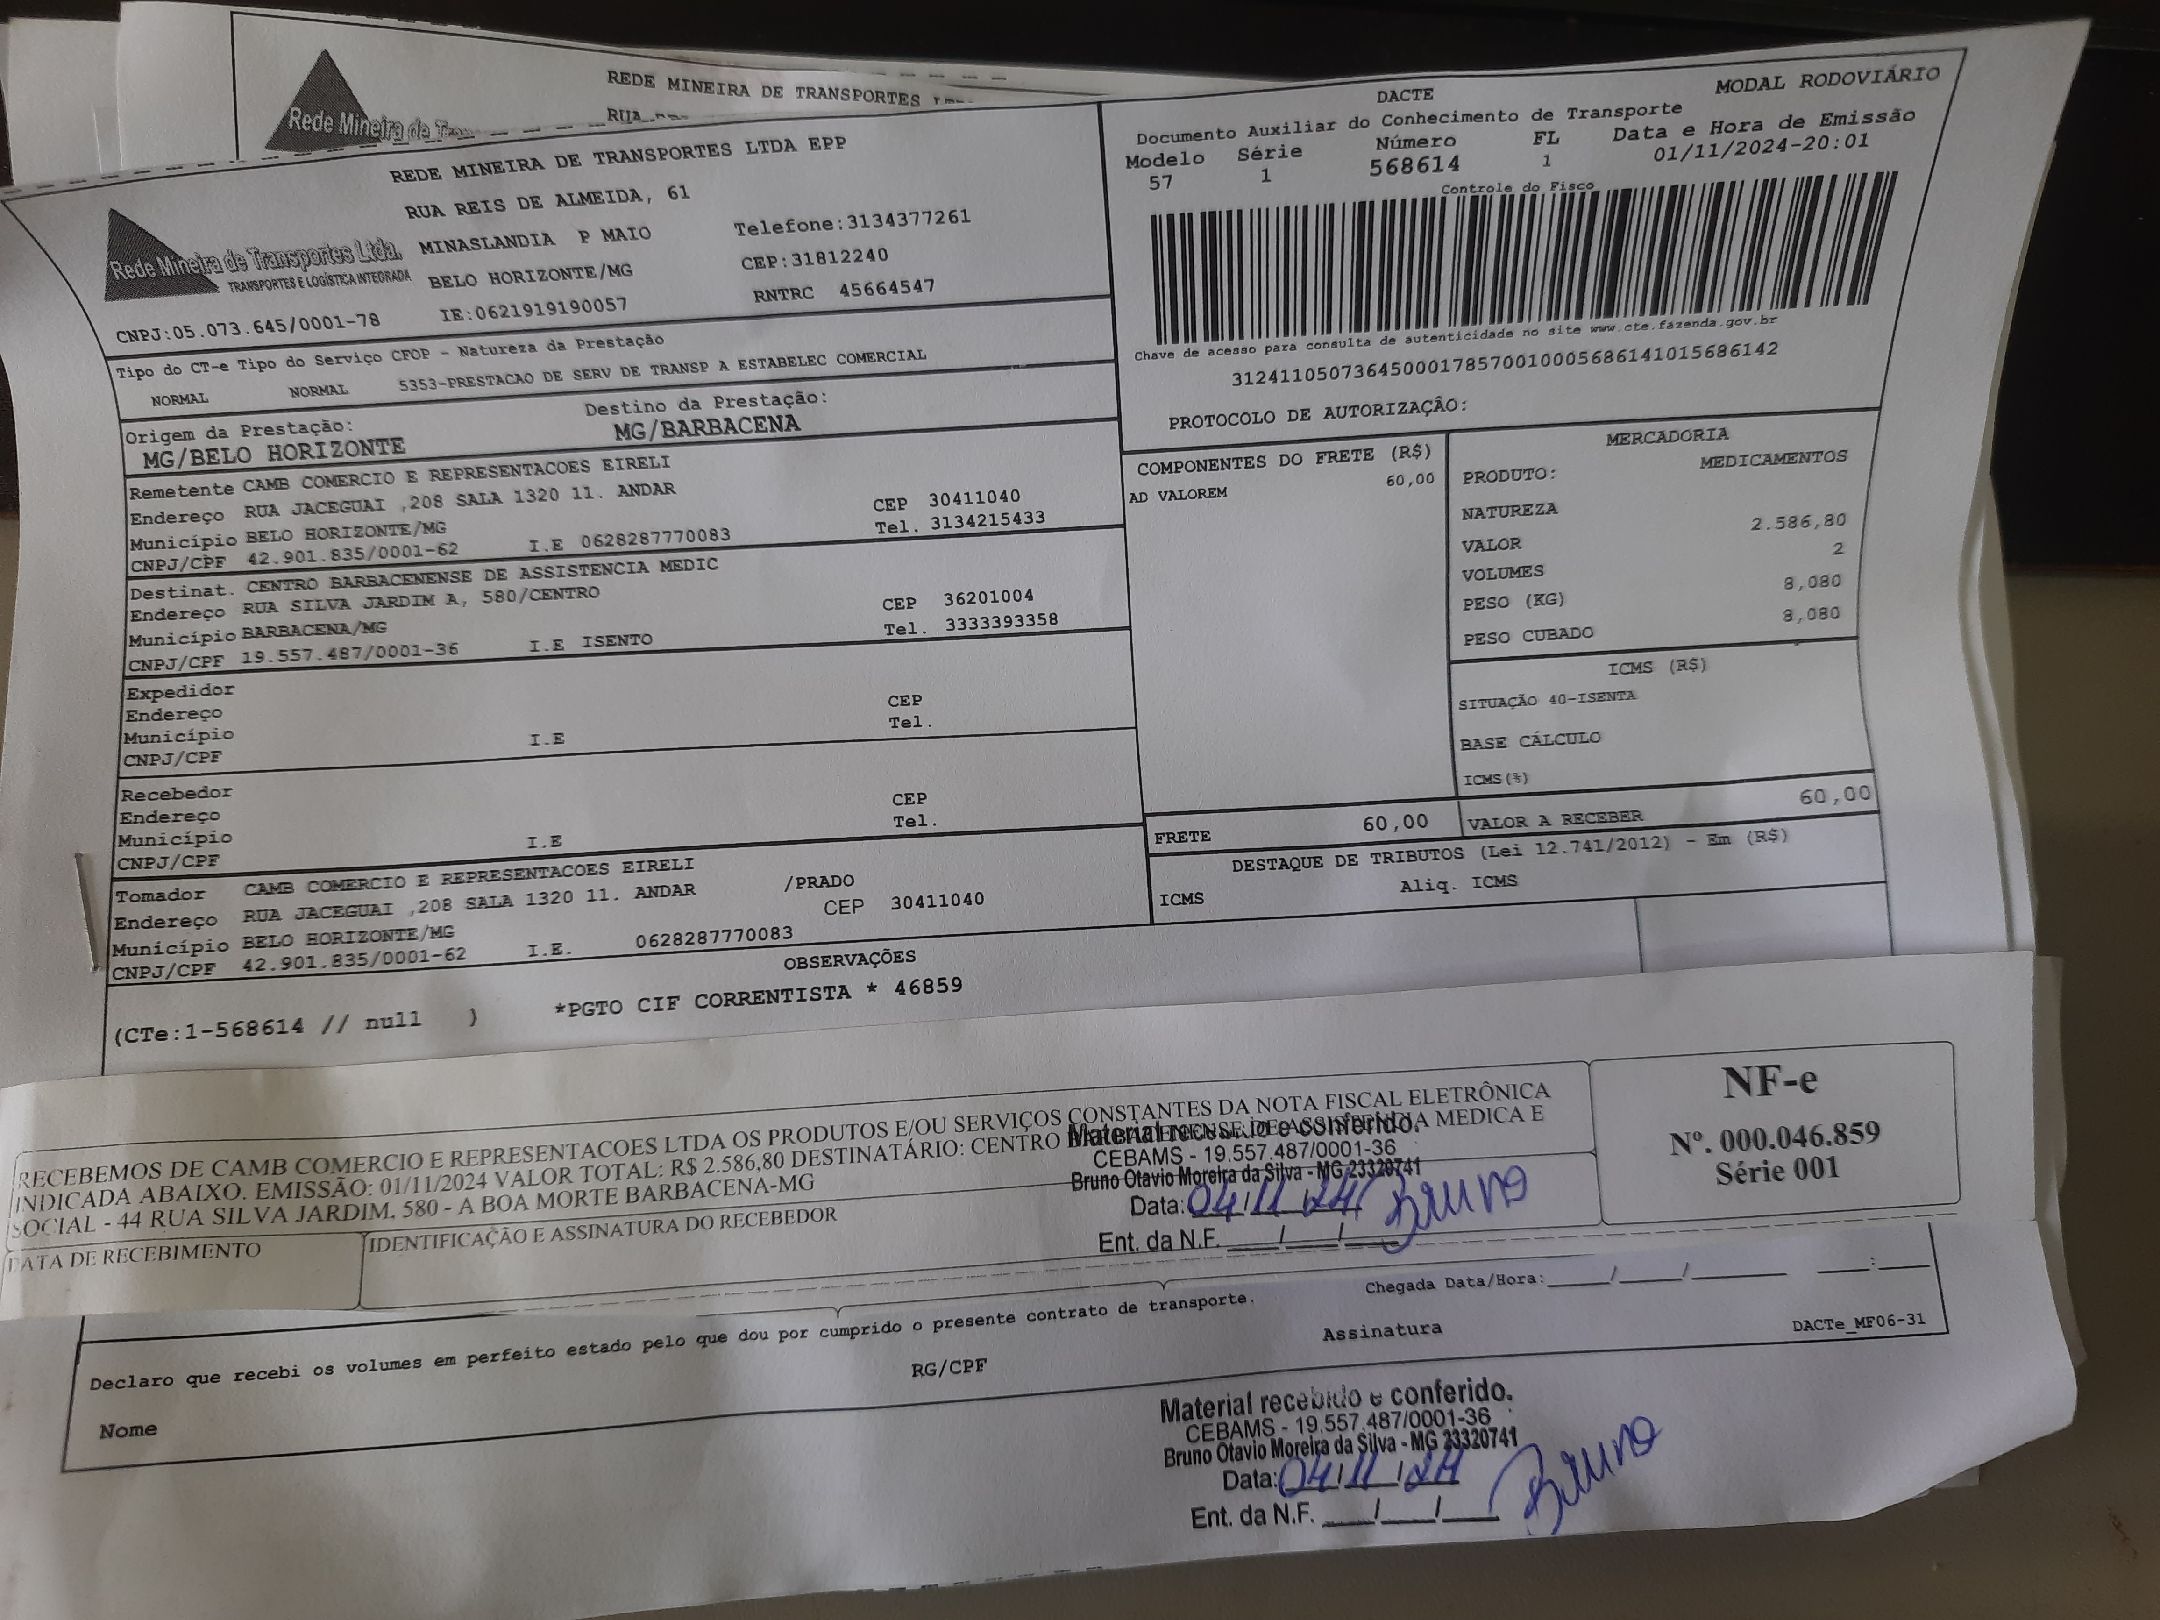 REDE MINEIRA DE TRANSPORTES
Rede Mineira de
REDE MINEIRA DE TRANSPORTES LTDA EPP
RUA REIS DE ALMEIDA, 61
MINASLANDIA P MAIO Telefone:3134377261
BELO HORIZONTE/MG CEP:31812240
Rede Mineira de Transportes Ltda.
TRANSPORTES E LOGÍSTICA INTEGRADA
CNPJ:05.073.645/0001-78 IE:0621919190057 RNTRC 45664547
DACTE MODAL RODOVIÁRIO
Documento Auxiliar do Conhecimento de Transporte
Modelo Série Número FL Data e Hora de Emissão
57 1 568614 1 01/11/2024-20:01
Controle do Fisco
Chave de acesso para consulta de autenticidade no site www.cte.fazenda.gov.br
31241105073645000178570010005686141015686142
PROTOCOLO DE AUTORIZAÇÃO:
Tipo do CT-e Tipo do Serviço CFOP - Natureza da Prestação
NORMAL NORMAL 5353-PRESTACAO DE SERV DE TRANSP A ESTABELEC COMERCIAL
Origem da Prestação: Destino da Prestação:
MG/BELO HORIZONTE MG/BARBACENA
Remetente CAMB COMERCIO E REPRESENTACOES EIRELI
Endereço RUA JACEGUAI ,208 SALA 1320 11. ANDAR CEP 30411040
Município BELO HORIZONTE/MG Tel. 3134215433
CNPJ/CPF 42.901.835/0001-62 I.E 0628287770083
Destinat. CENTRO BARBACENENSE DE ASSISTENCIA MEDIC
Endereço RUA SILVA JARDIM A, 580/CENTRO CEP 36201004
Município BARBACENA/MG Tel. 3333393358
CNPJ/CPF 19.557.487/0001-36 I.E ISENTO
Expedidor
Endereço CEP
Município Tel.
CNPJ/CPF I.E
Recebedor
Endereço CEP
Município Tel.
CNPJ/CPF I.E
Tomador CAMB COMERCIO E REPRESENTACOES EIRELI
Endereço RUA JACEGUAI ,208 SALA 1320 11. ANDAR /PRADO
Município BELO HORIZONTE/MG CEP 30411040
CNPJ/CPF 42.901.835/0001-62 I.E. 0628287770083
COMPONENTES DO FRETE (R$)
AD VALOREM 60,00
MERCADORIA
PRODUTO: MEDICAMENTOS
NATUREZA
VALOR 2.586,80
VOLUMES 2
PESO (KG) 8,080
PESO CUBADO 8,080
ICMS (R$)
SITUAÇÃO 40-ISENTA
BASE CÁLCULO
ICMS(%)
FRETE 60,00 VALOR A RECEBER 60,00
DESTAQUE DE TRIBUTOS (Lei 12.741/2012) - Em (R$)
ICMS Aliq. ICMS
OBSERVAÇÕES
(CTe:1-568614 // null ) *PGTO CIF CORRENTISTA * 46859
RECEBEMOS DE CAMB COMERCIO E REPRESENTACOES LTDA OS PRODUTOS E/OU SERVIÇOS CONSTANTES DA NOTA FISCAL ELETRÔNICA
INDICADA ABAIXO. EMISSÃO: 01/11/2024 VALOR TOTAL: R$ 2.586,80 DESTINATÁRIO: CENTRO BARBACENENSE DE ASSISTENCIA MEDICA E
SOCIAL - 44 RUA SILVA JARDIM, 580 - A BOA MORTE BARBACENA-MG
DATA DE RECEBIMENTO IDENTIFICAÇÃO E ASSINATURA DO RECEBEDOR
NF-e
Nº. 000.046.859
Série 001
Material recebido e conferido.
CEBAMS - 19.557.487/0001-36
Bruno Otavio Moreira da Silva - MG 23320741
Data: 04/11/24 Bruno
Ent. da N.F. ___/___/___
Chegada Data/Hora:_____/_____/_______ ____:____
Declaro que recebi os volumes em perfeito estado pelo que dou por cumprido o presente contrato de transporte.
Nome RG/CPF Assinatura DACTe_MF06-31
Material recebido e conferido.
CEBAMS - 19.557.487/0001-36
Bruno Otavio Moreira da Silva - MG 23320741
Data: 04/11/24 Bruno
Ent. da N.F. ___/___/___